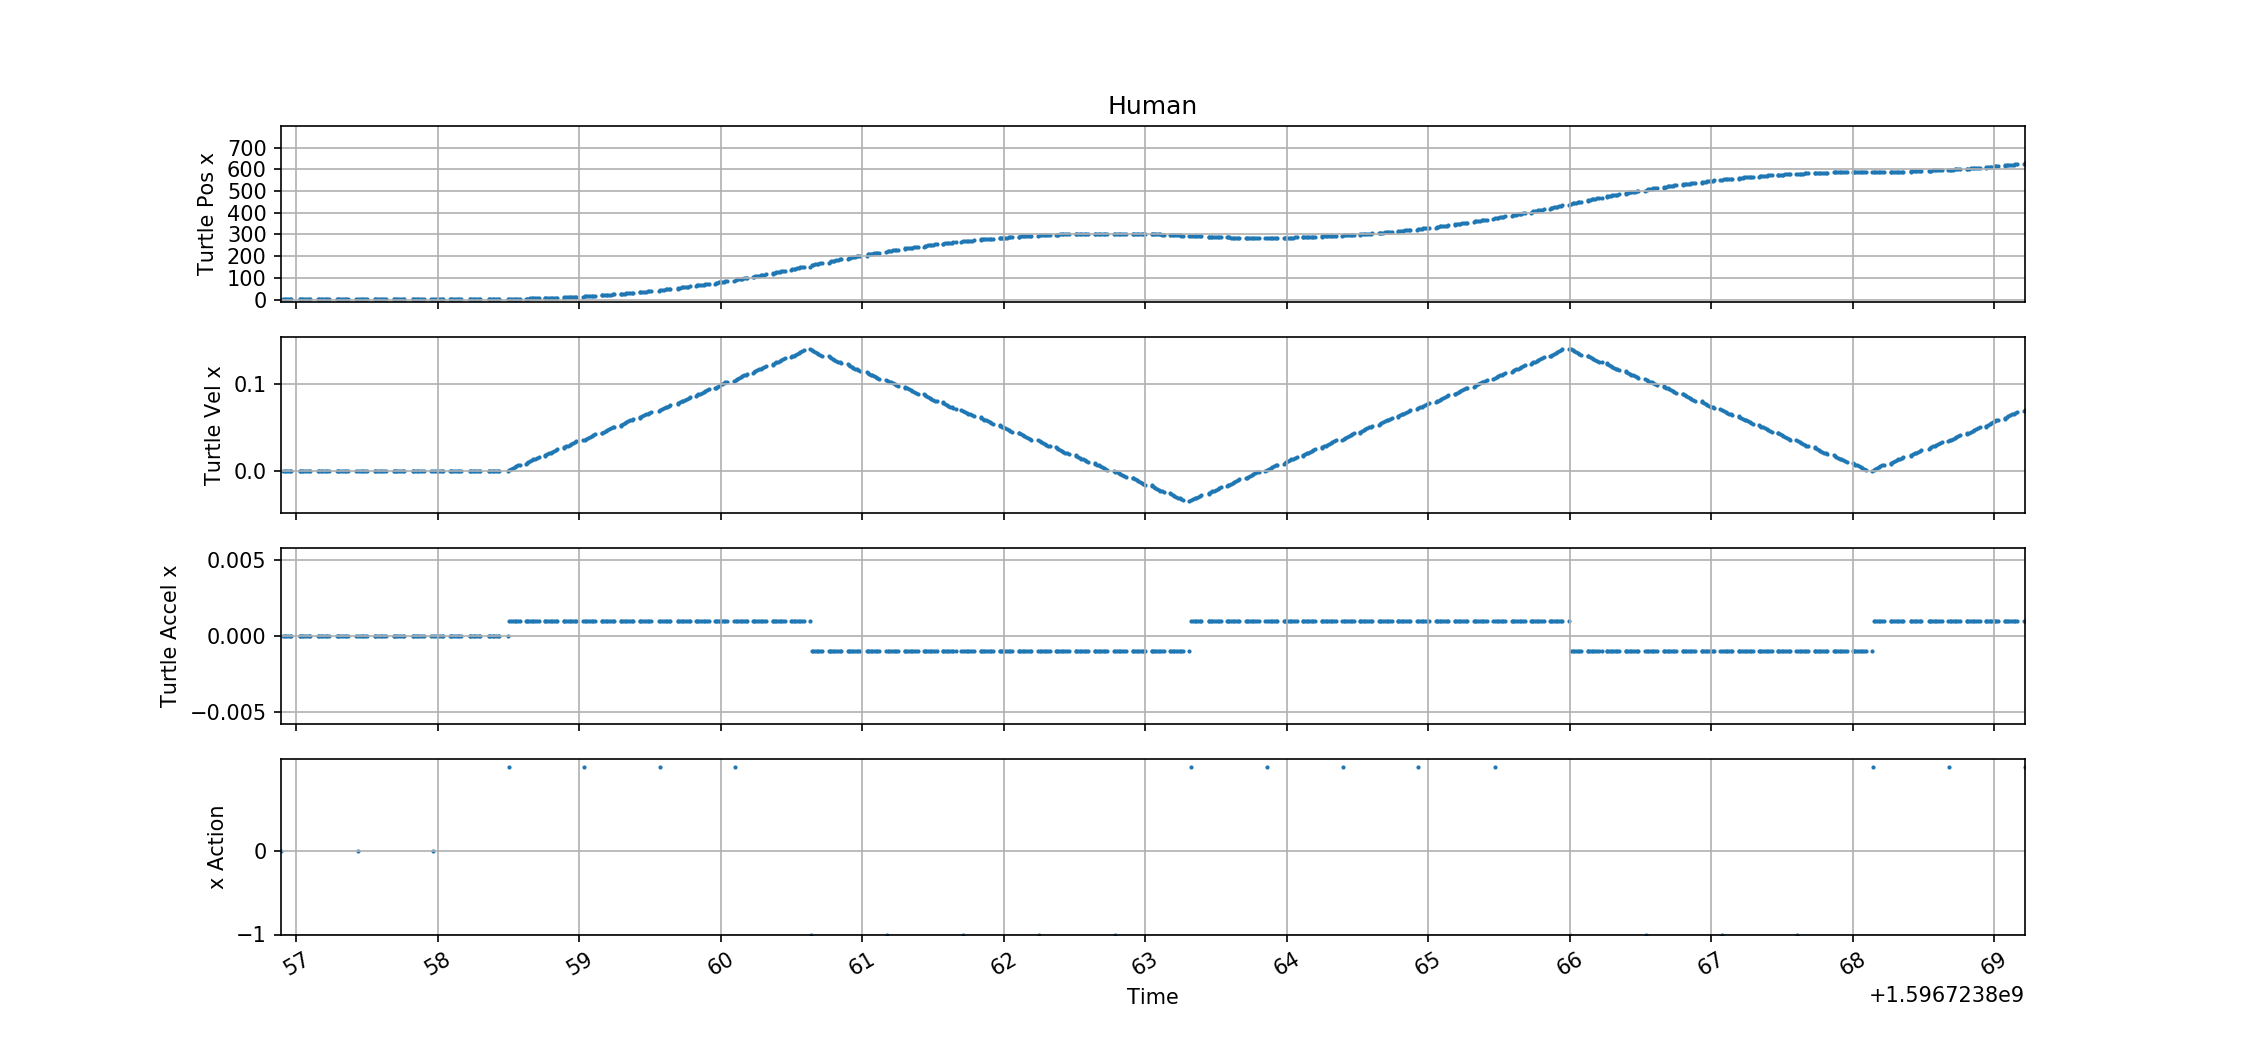 Human
Turtle Pos x
700
600
500
400
300
200
100
0
Turtle Vel x
0.1
0.0
Turtle Accel x
0.005
0.000
−0.005
x Action
0
−1
57 58 59 60 61 62 63 64 65 66 67 68 69
Time
+1.5967238e9